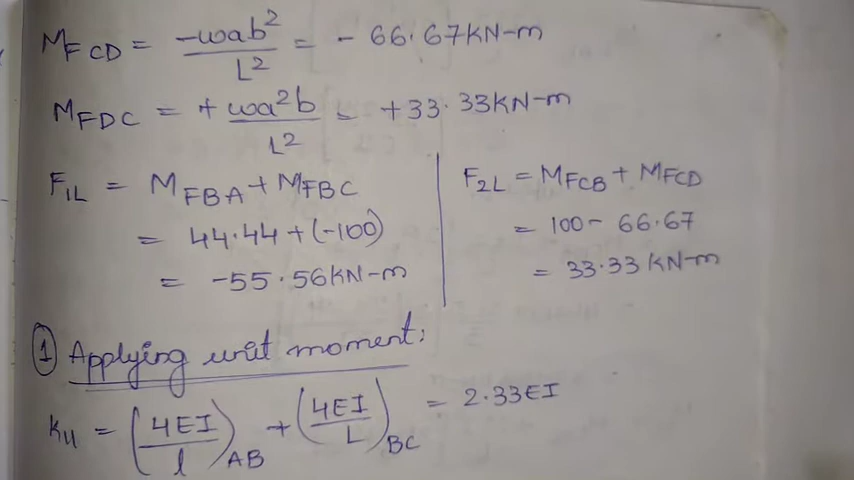 MFCD = -wab²/L² = - 66.67KN-m
MFDC = + wa²b/L² = +33.33KN-m
F1L = MFBA + MFBC
= 44.44 + (-100)
= -55.56KN-m
F2L = MFCB + MFCD
= 100 - 66.67
= 33.33 KN-m
① Applying unit moment:
K11 = (4EI/l)AB + (4EI/L)BC = 2.33EI